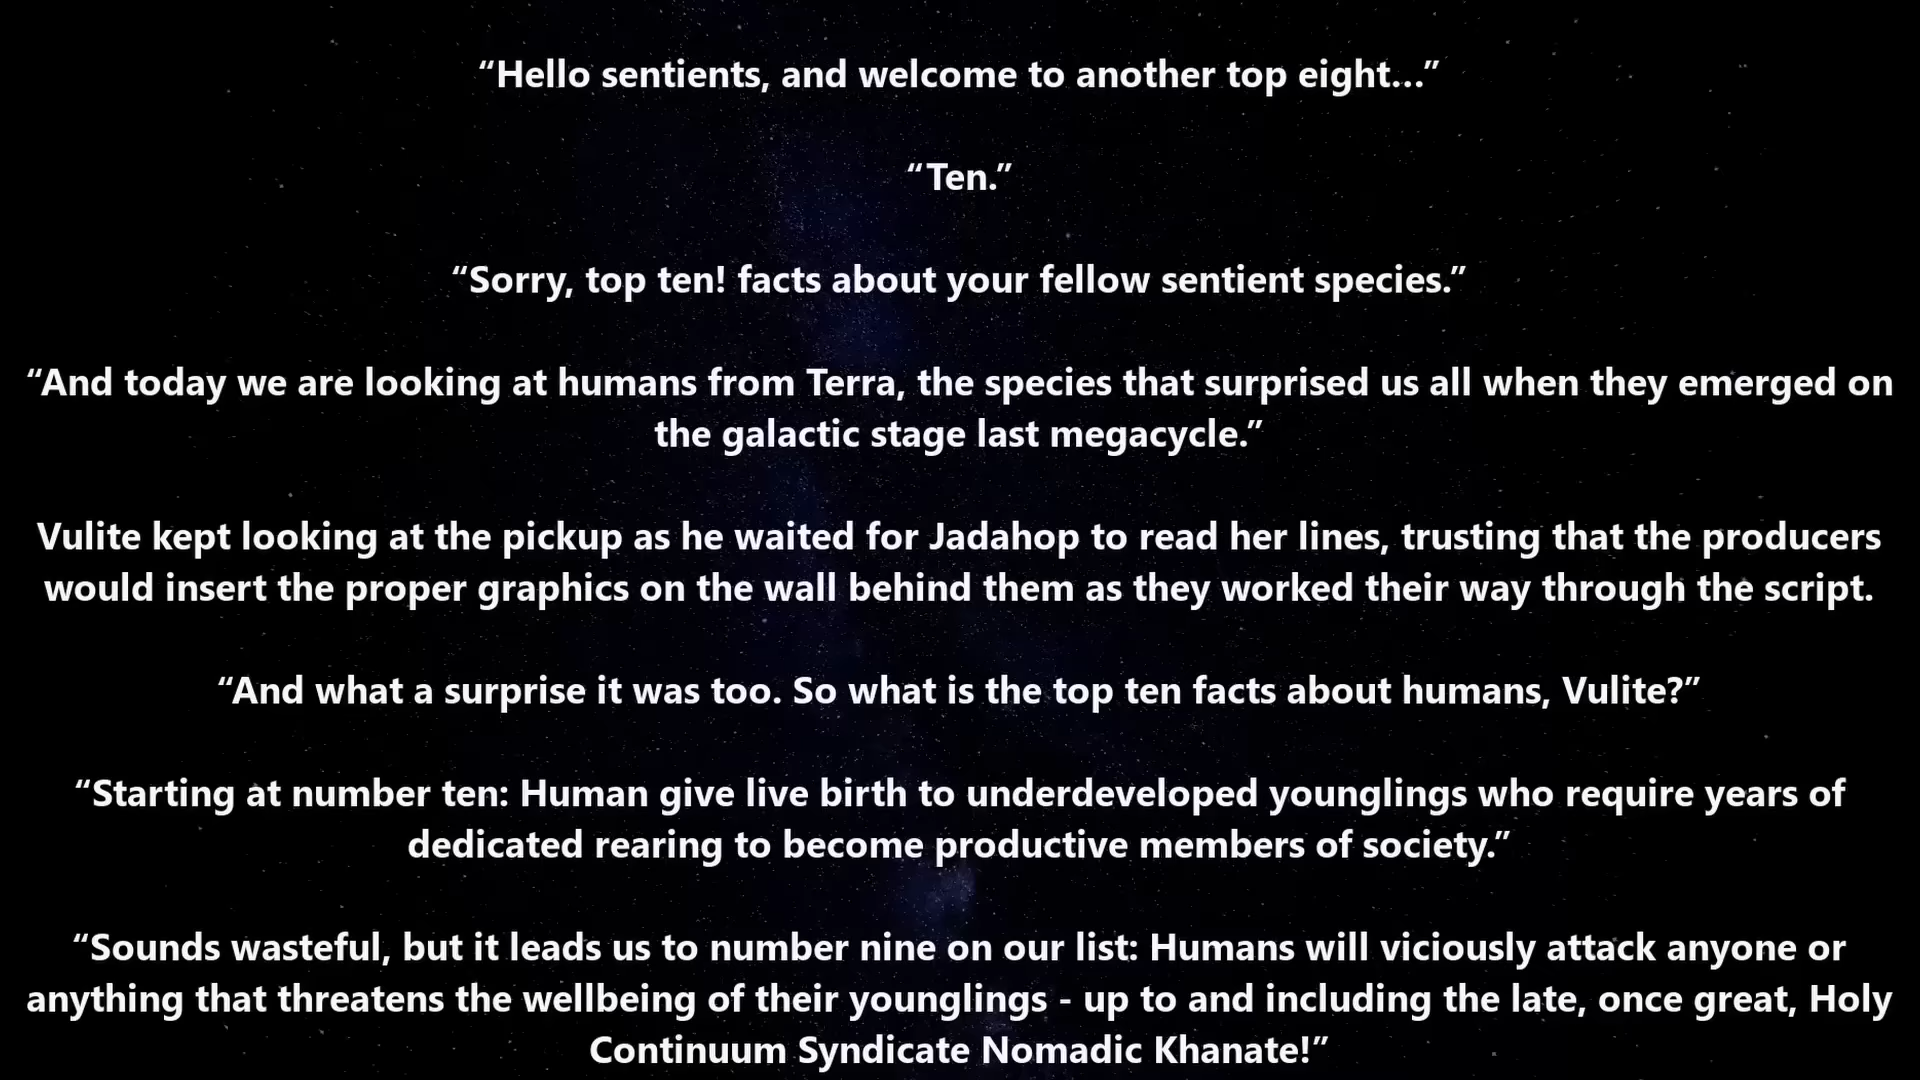 “Hello sentients, and welcome to another top eight...”
“Ten.”
“Sorry, top ten! facts about your fellow sentient species.”
“And today we are looking at humans from Terra, the species that surprised us all when they emerged on
the galactic stage last megacycle.”
Vulite kept looking at the pickup as he waited for Jadahop to read her lines, trusting that the producers
would insert the proper graphics on the wall behind them as they worked their way through the script.
“And what a surprise it was too. So what is the top ten facts about humans, Vulite?”
“Starting at number ten: Human give live birth to underdeveloped younglings who require years of
dedicated rearing to become productive members of society.”
“Sounds wasteful, but it leads us to number nine on our list: Humans will viciously attack anyone or
anything that threatens the wellbeing of their younglings - up to and including the late, once great, Holy
Continuum Syndicate Nomadic Khanate!”